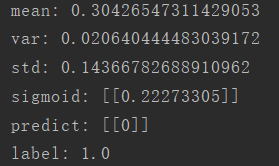 mean: 0.30426547311429053
var: 0.020640444483039172
std: 0.14366782688910962
sigmoid: [[0.22273305]]
predict: [[0]]
label: 1.0